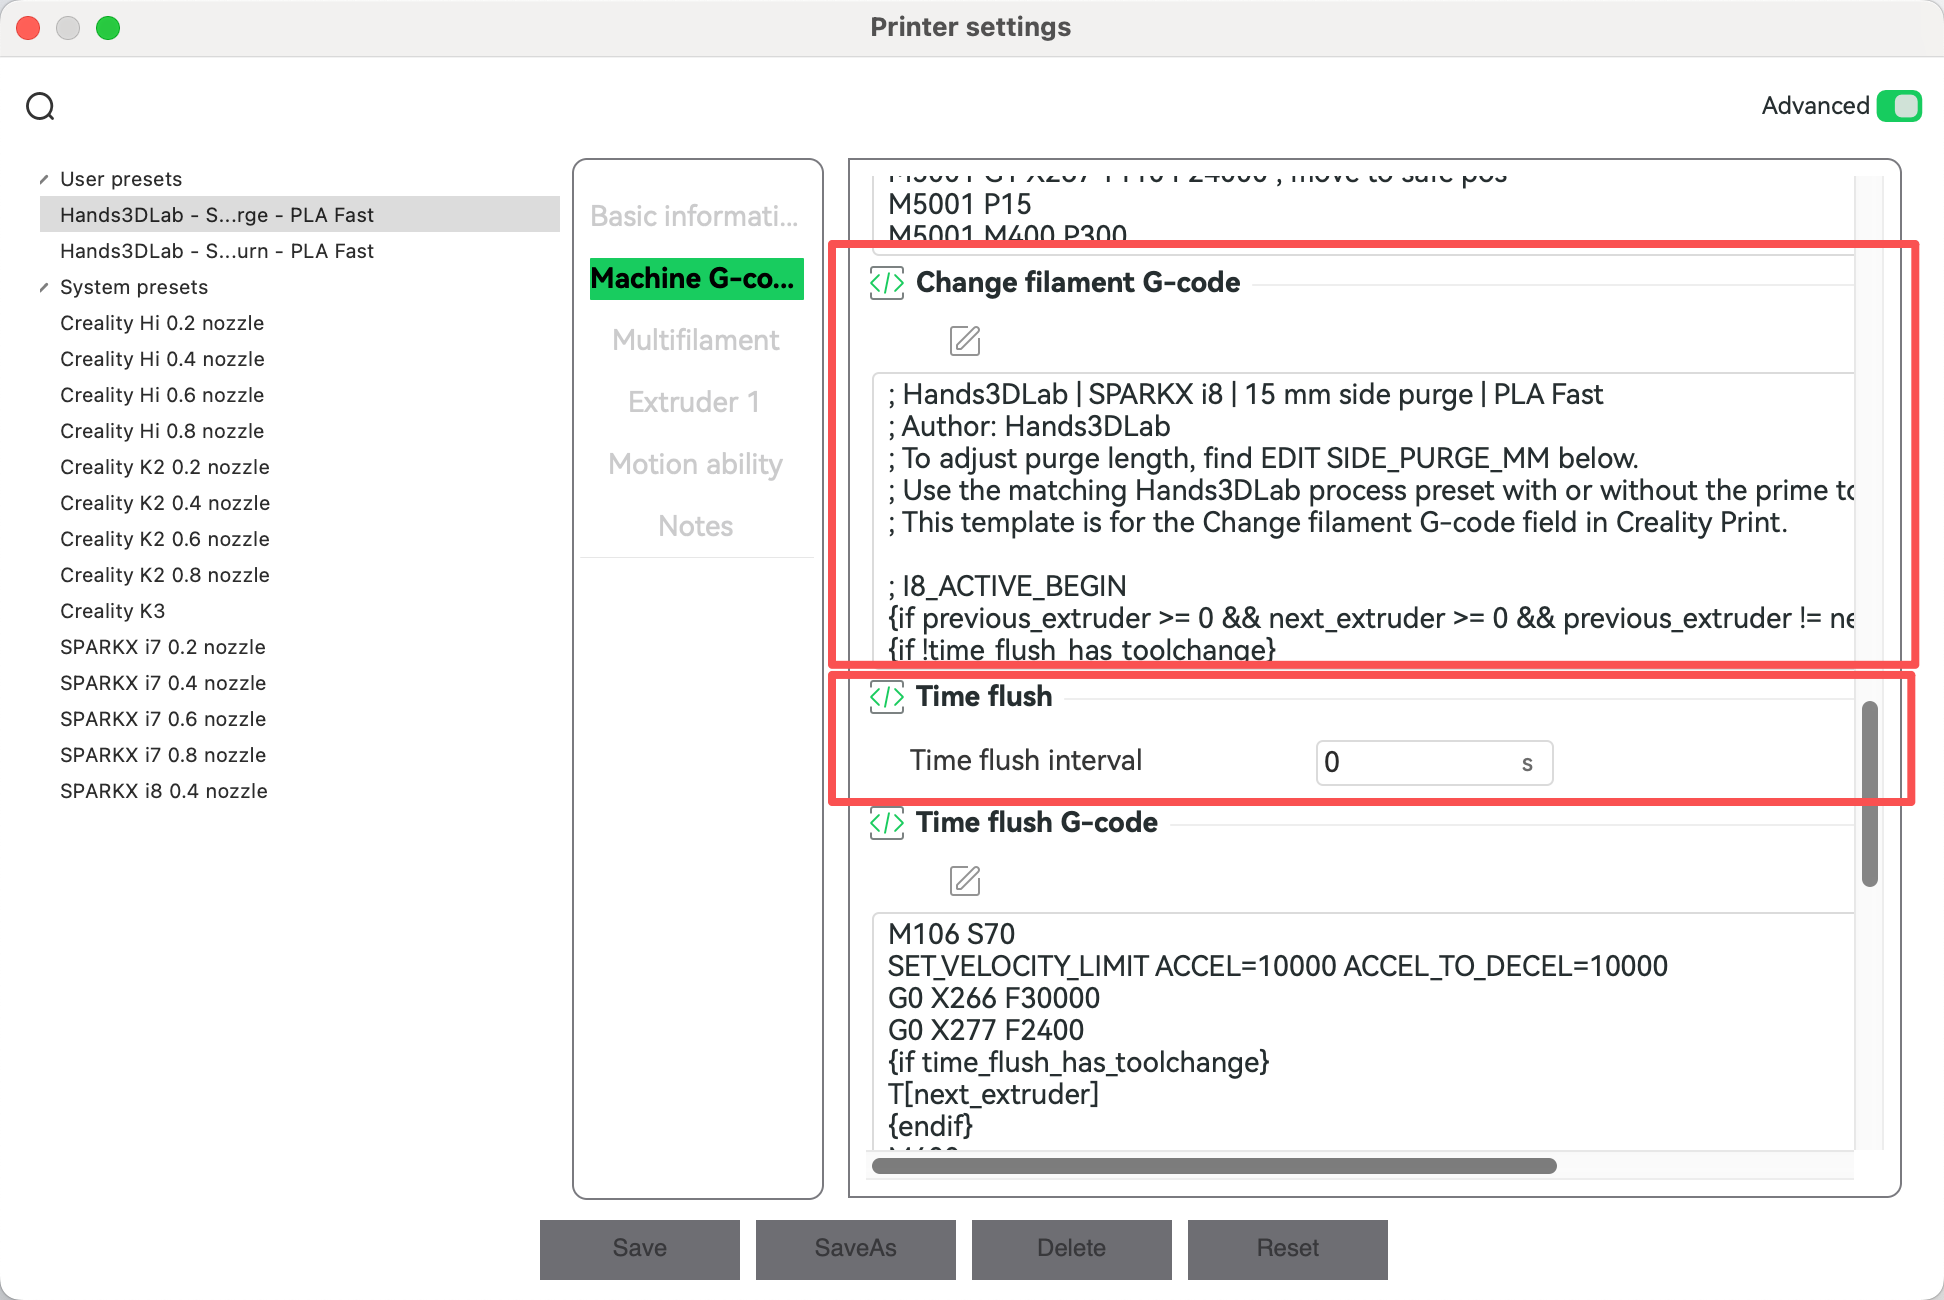 Printer settings
Advanced
User presets
Hands3DLab - S...rge - PLA Fast
Hands3DLab - S...urn - PLA Fast
System presets
Creality Hi 0.2 nozzle
Creality Hi 0.4 nozzle
Creality Hi 0.6 nozzle
Creality Hi 0.8 nozzle
Creality K2 0.2 nozzle
Creality K2 0.4 nozzle
Creality K2 0.6 nozzle
Creality K2 0.8 nozzle
Creality K3
SPARKX i7 0.2 nozzle
SPARKX i7 0.4 nozzle
SPARKX i7 0.6 nozzle
SPARKX i7 0.8 nozzle
SPARKX i8 0.4 nozzle
Basic informati...
Machine G-co...
Multifilament
Extruder 1
Motion ability
Notes
; move to safe pos
M5001 P15
M5001 M400 P300
Change filament G-code
; Hands3DLab | SPARKX i8 | 15 mm side purge | PLA Fast
; Author: Hands3DLab
; To adjust purge length, find EDIT SIDE_PURGE_MM below.
; Use the matching Hands3DLab process preset with or without the prime to
; This template is for the Change filament G-code field in Creality Print.
; I8_ACTIVE_BEGIN
{if previous_extruder >= 0 && next_extruder >= 0 && previous_extruder != ne
{if !time_flush_has_toolchange}
Time flush
Time flush interval
0 s
Time flush G-code
M106 S70
SET_VELOCITY_LIMIT ACCEL=10000 ACCEL_TO_DECEL=10000
G0 X266 F30000
G0 X277 F2400
{if time_flush_has_toolchange}
T[next_extruder]
{endif}
Save
SaveAs
Delete
Reset